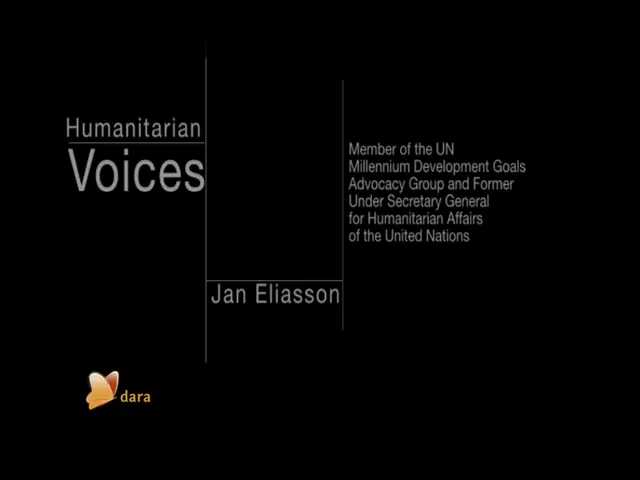 Humanitarian
Voices
Jan Eliasson
Member of the UN
Millennium Development Goals
Advocacy Group and Former
Under Secretary General
for Humanitarian Affairs
of the United Nations
dara